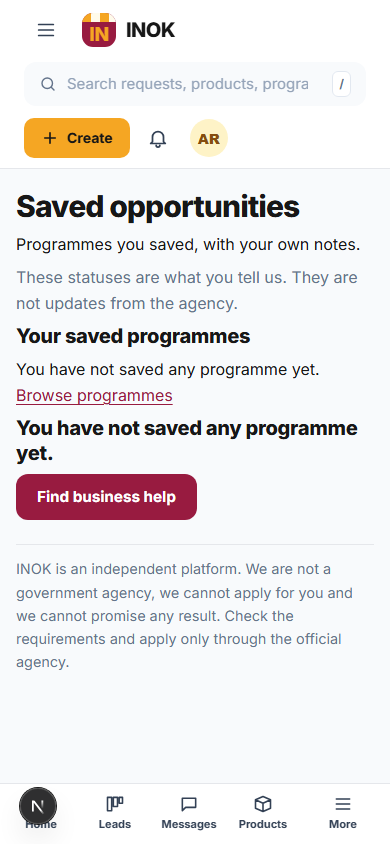 IN INOK
Search requests, products, progra /
+ Create AR
Saved opportunities
Programmes you saved, with your own notes.
These statuses are what you tell us. They are
not updates from the agency.
Your saved programmes
You have not saved any programme yet.
Browse programmes
You have not saved any programme
yet.
Find business help
INOK is an independent platform. We are not a
government agency, we cannot apply for you and
we cannot promise any result. Check the
requirements and apply only through the official
agency.
N
Home Leads Messages Products More